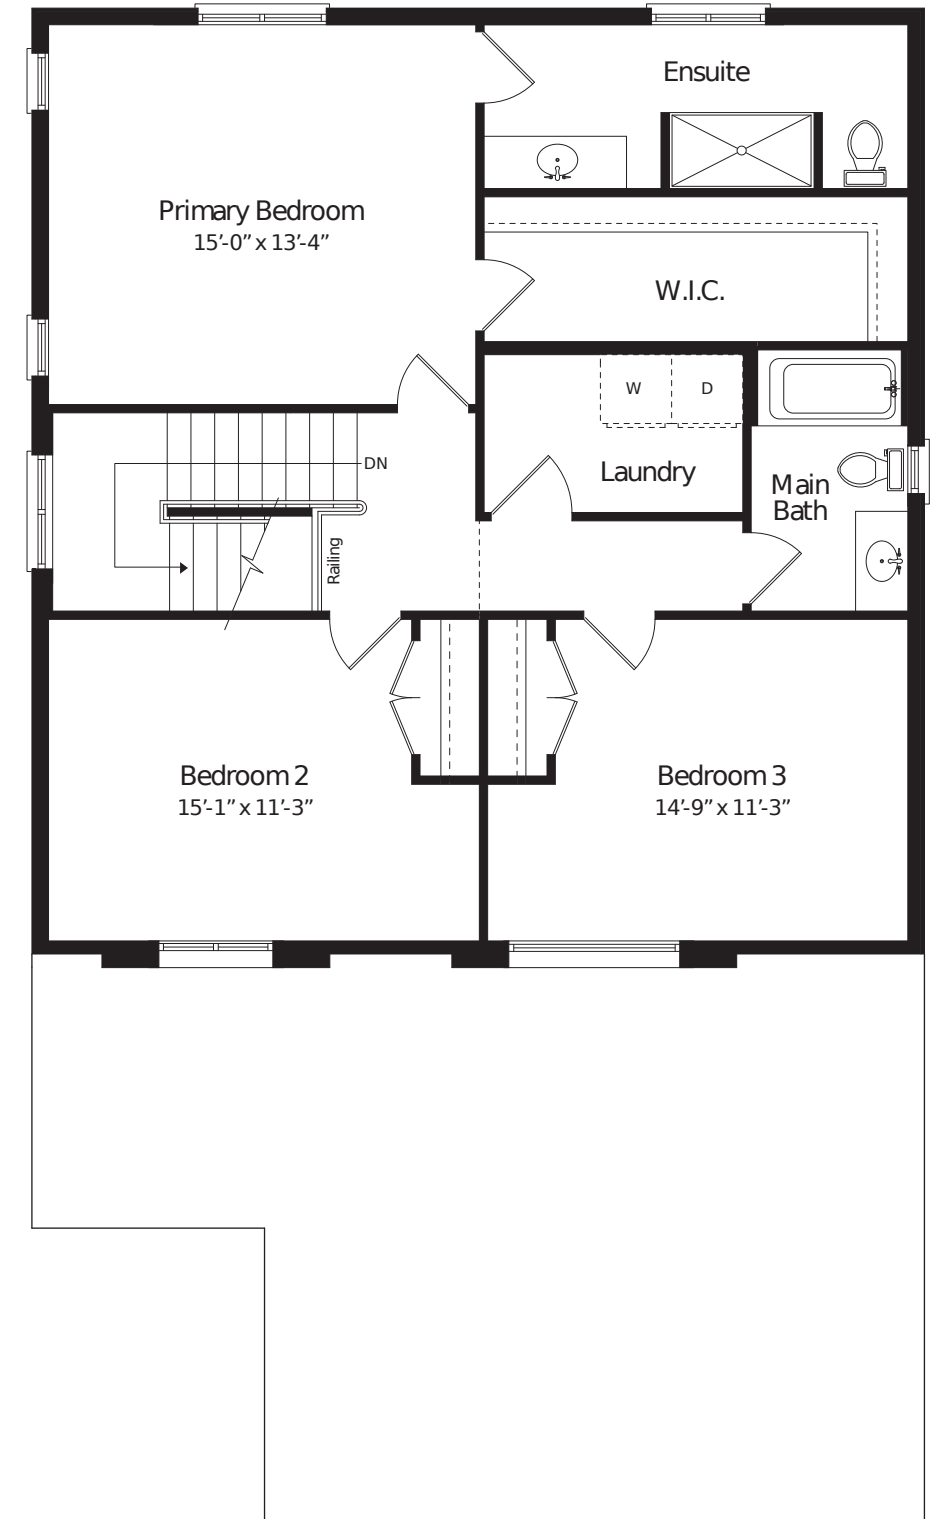 Ensuite
Primary Bedroom
15’-0” x 13’-4”
W.I.C.
W
D
DN
Laundry
Main
Bath
Railing
Bedroom 2
15’-1” x 11’-3”
Bedroom 3
14’-9” x 11’-3”